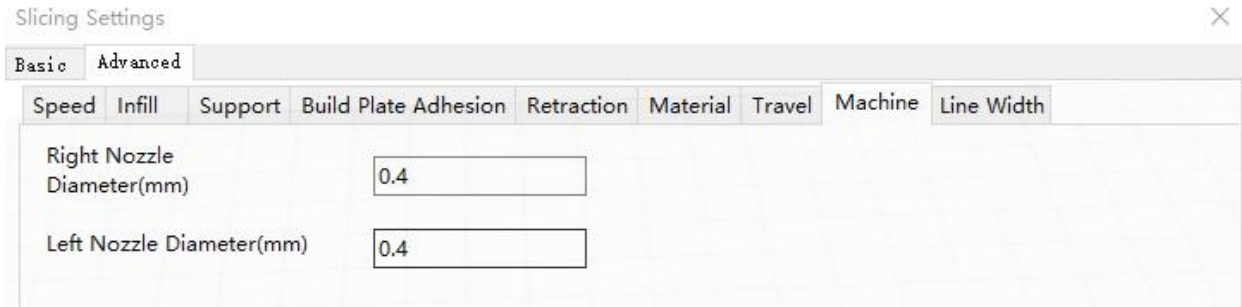 Slicing Settings
Basic Advanced
Speed Infill Support Build Plate Adhesion Retraction Material Travel Machine Line Width
Right Nozzle
Diameter(mm)
0.4
Left Nozzle Diameter(mm)
0.4